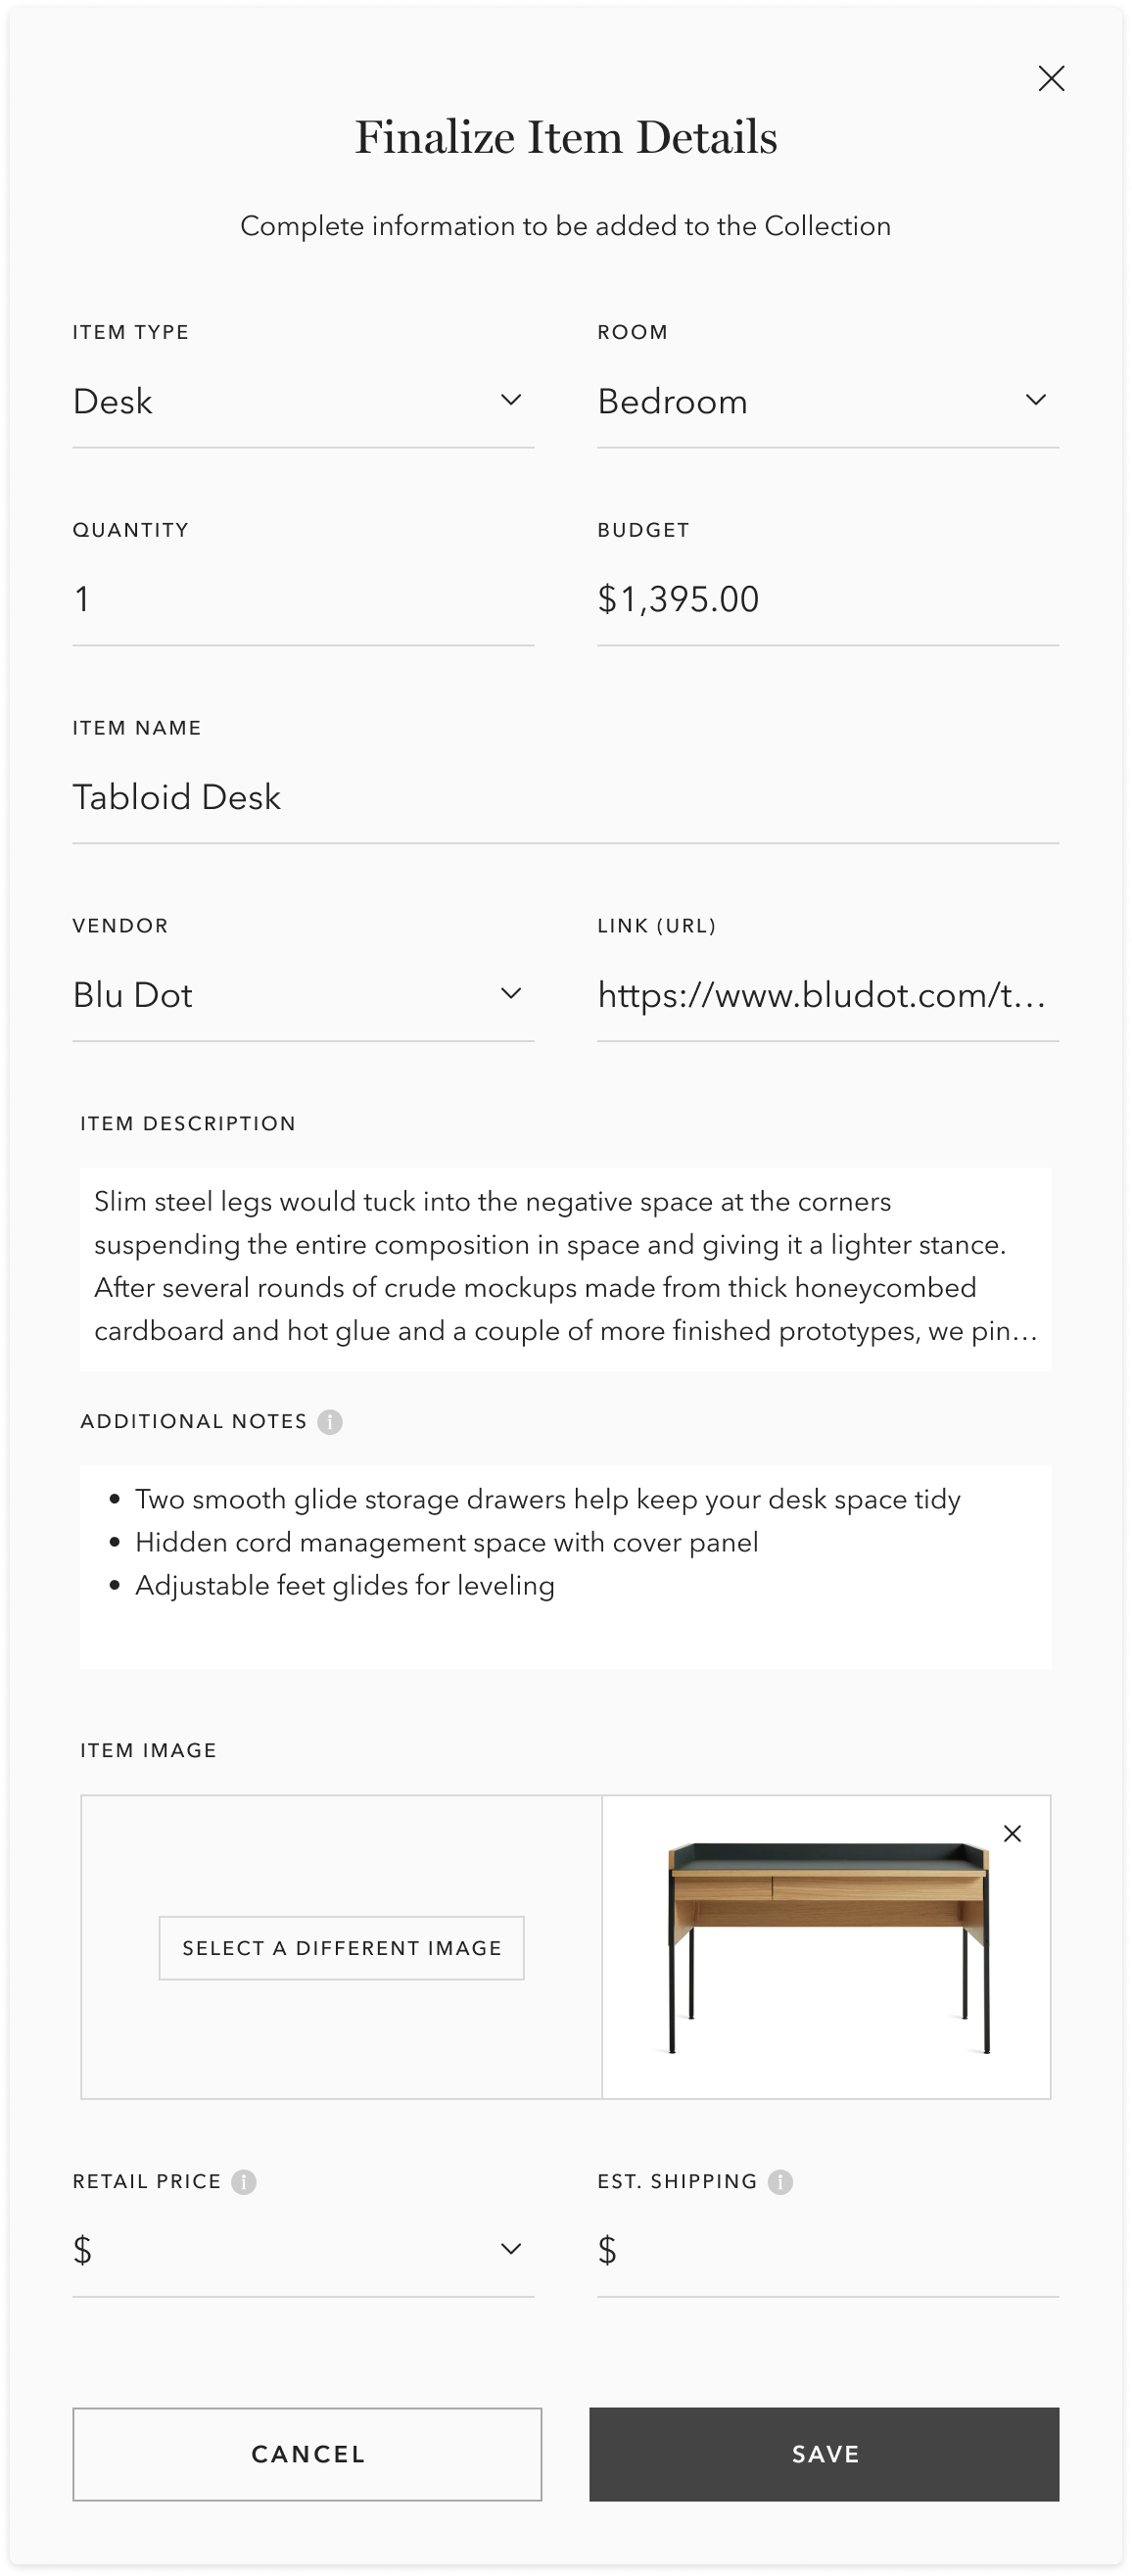 Finalize Item Details
Complete information to be added to the Collection
ITEM TYPE
ROOM
Desk
Bedroom
QUANTITY
BUDGET
1
$1,395.00
ITEM NAME
Tabloid Desk
VENDOR
LINK (URL)
Blu Dot
https://www.bludot.com/t...
ITEM DESCRIPTION
Slim steel legs would tuck into the negative space at the corners
suspending the entire composition in space and giving it a lighter stance.
After several rounds of crude mockups made from thick honeycombed
cardboard and hot glue and a couple of more finished prototypes, we pin...
ADDITIONAL NOTES i
• Two smooth glide storage drawers help keep your desk space tidy
• Hidden cord management space with cover panel
• Adjustable feet glides for leveling
ITEM IMAGE
SELECT A DIFFERENT IMAGE
RETAIL PRICE i
EST. SHIPPING i
$
$
CANCEL
SAVE